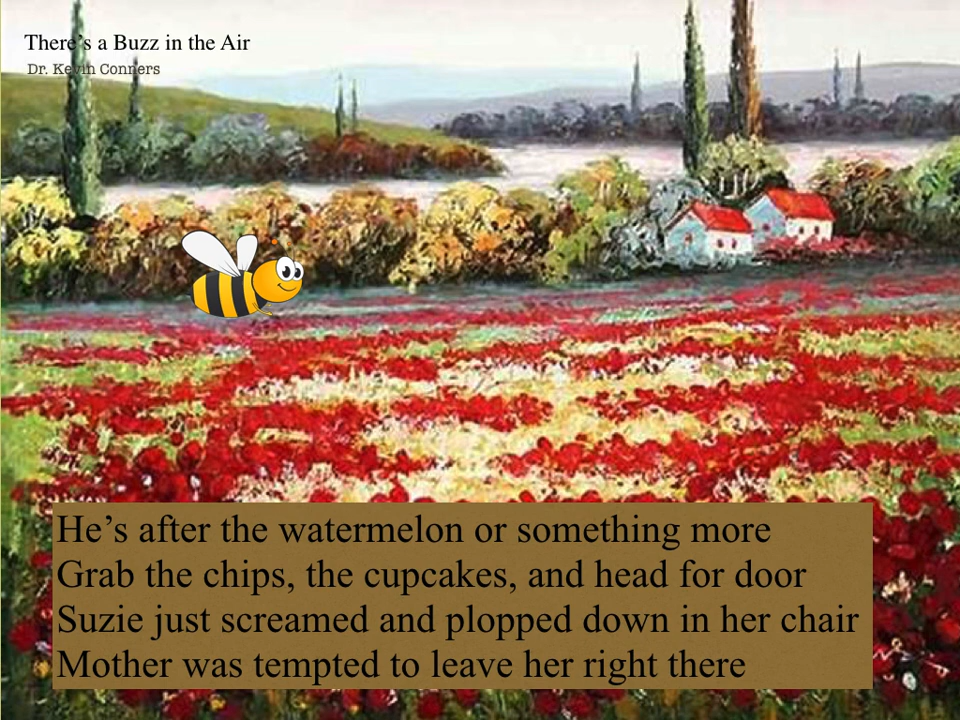 There's a Buzz in the Air
Dr. Kevin Conners
He's after the watermelon or something more
Grab the chips, the cupcakes, and head for door
Suzie just screamed and plopped down in her chair
Mother was tempted to leave her right there